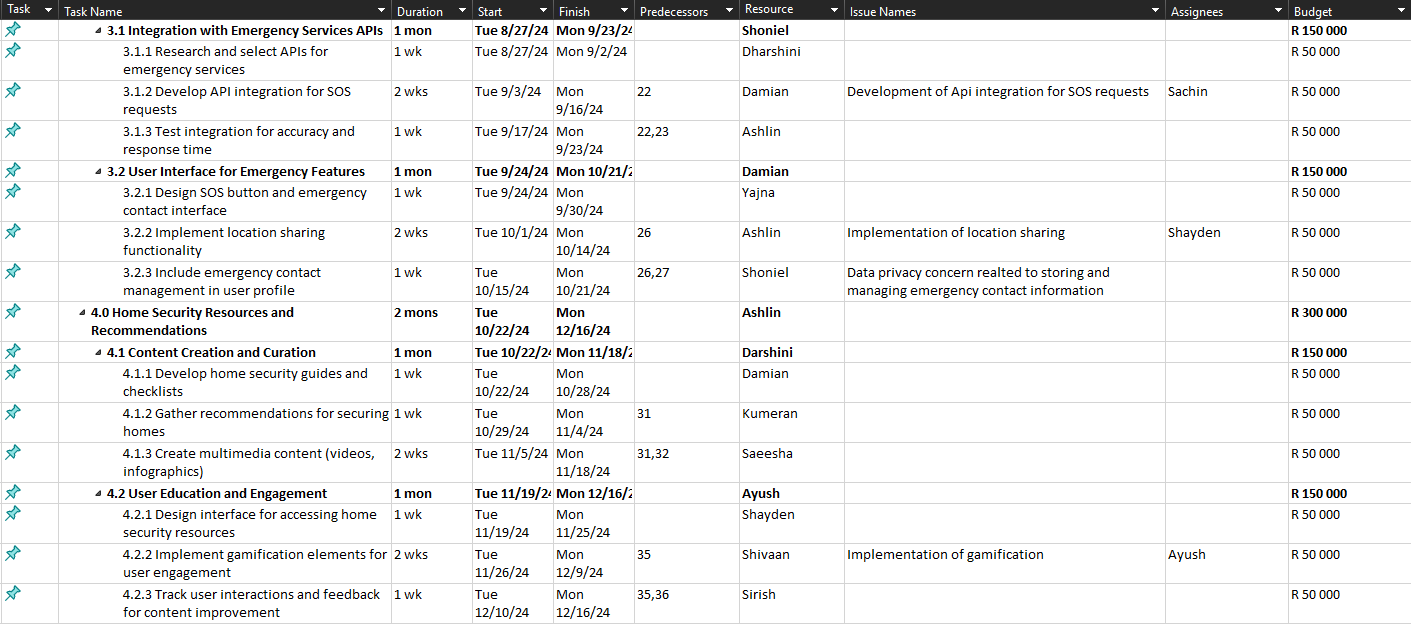 Task Task Name Duration Start Finish Predecessors Resource Issue Names Assignees Budget
3.1 Integration with Emergency Services APIs 1 mon Tue 8/27/24 Mon 9/23/24 Shoniel R 150 000
3.1.1 Research and select APIs for 1 wk Tue 8/27/24 Mon 9/2/24 Dharshini R 50 000
emergency services
3.1.2 Develop API integration for SOS 2 wks Tue 9/3/24 Mon 22 Damian Development of Api integration for SOS requests Sachin R 50 000
requests 9/16/24
3.1.3 Test integration for accuracy and 1 wk Tue 9/17/24 Mon 22,23 Ashlin R 50 000
response time 9/23/24
3.2 User Interface for Emergency Features 1 mon Tue 9/24/24 Mon 10/21/2 Damian R 150 000
3.2.1 Design SOS button and emergency 1 wk Tue 9/24/24 Mon Yajna R 50 000
contact interface 9/30/24
3.2.2 Implement location sharing 2 wks Tue 10/1/24 Mon 26 Ashlin Implementation of location sharing Shayden R 50 000
functionality 10/14/24
3.2.3 Include emergency contact 1 wk Tue Mon 26,27 Shoniel Data privacy concern realted to storing and R 50 000
management in user profile 10/15/24 10/21/24 managing emergency contact information
4.0 Home Security Resources and 2 mons Tue Mon Ashlin R 300 000
Recommendations 10/22/24 12/16/24
4.1 Content Creation and Curation 1 mon Tue 10/22/24 Mon 11/18/2 Darshini R 150 000
4.1.1 Develop home security guides and 1 wk Tue Mon Damian R 50 000
checklists 10/22/24 10/28/24
4.1.2 Gather recommendations for securing 1 wk Tue Mon 31 Kumeran R 50 000
homes 10/29/24 11/4/24
4.1.3 Create multimedia content (videos, 2 wks Tue 11/5/24 Mon 31,32 Saeesha R 50 000
infographics) 11/18/24
4.2 User Education and Engagement 1 mon Tue 11/19/24 Mon 12/16/2 Ayush R 150 000
4.2.1 Design interface for accessing home 1 wk Tue Mon Shayden R 50 000
security resources 11/19/24 11/25/24
4.2.2 Implement gamification elements for 2 wks Tue Mon 35 Shivaan Implementation of gamification Ayush R 50 000
user engagement 11/26/24 12/9/24
4.2.3 Track user interactions and feedback 1 wk Tue Mon 35,36 Sirish R 50 000
for content improvement 12/10/24 12/16/24